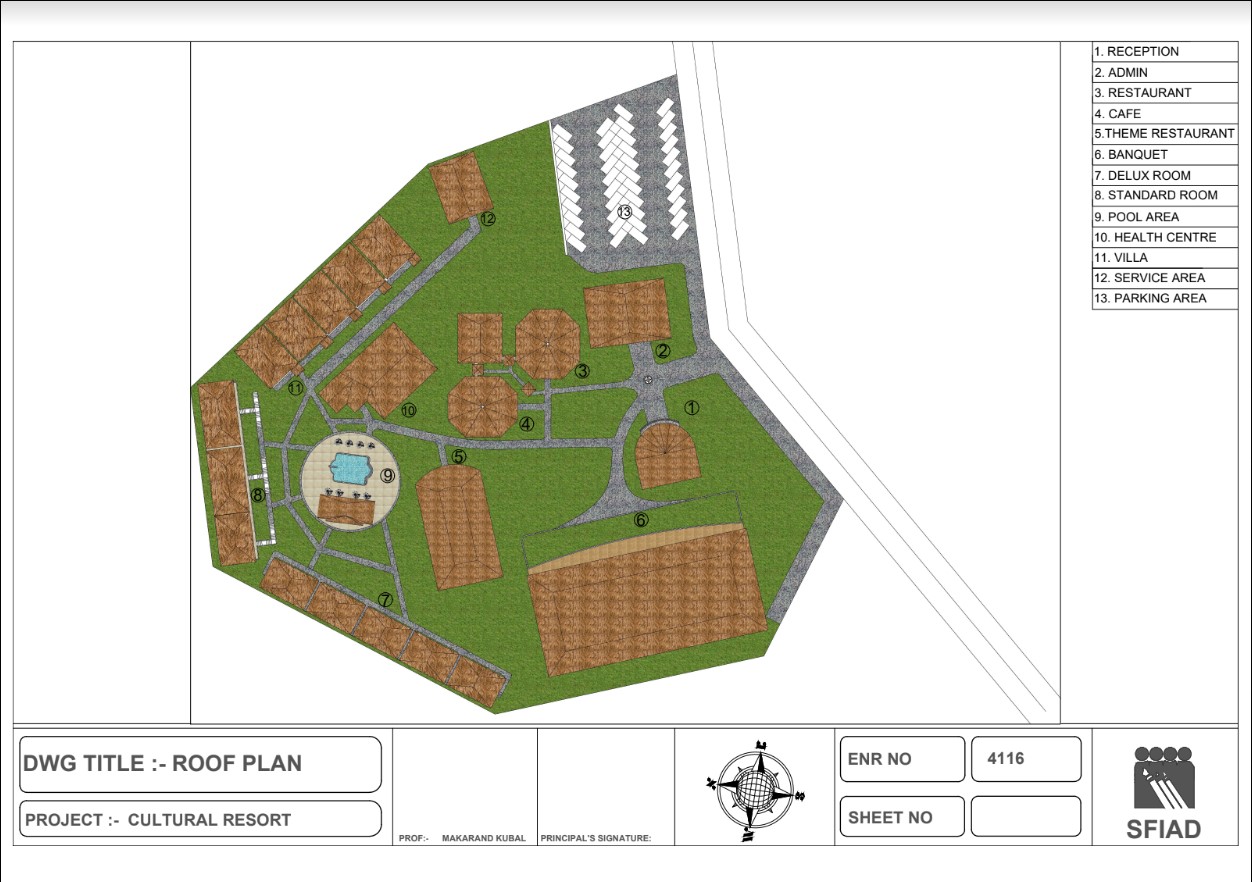 1. RECEPTION
2. ADMIN
3. RESTAURANT
4. CAFE
5.THEME RESTAURANT
6. BANQUET
7. DELUX ROOM
8. STANDARD ROOM
9. POOL AREA
10. HEALTH CENTRE
11. VILLA
12. SERVICE AREA
13. PARKING AREA
13
12
2
3
11
1
10
4
5
9
8
6
7
DWG TITLE :- ROOF PLAN
PROJECT :- CULTURAL RESORT
PROF:- MAKARAND KUBAL
PRINCIPAL'S SIGNATURE:
ENR NO
4116
SHEET NO
SFIAD